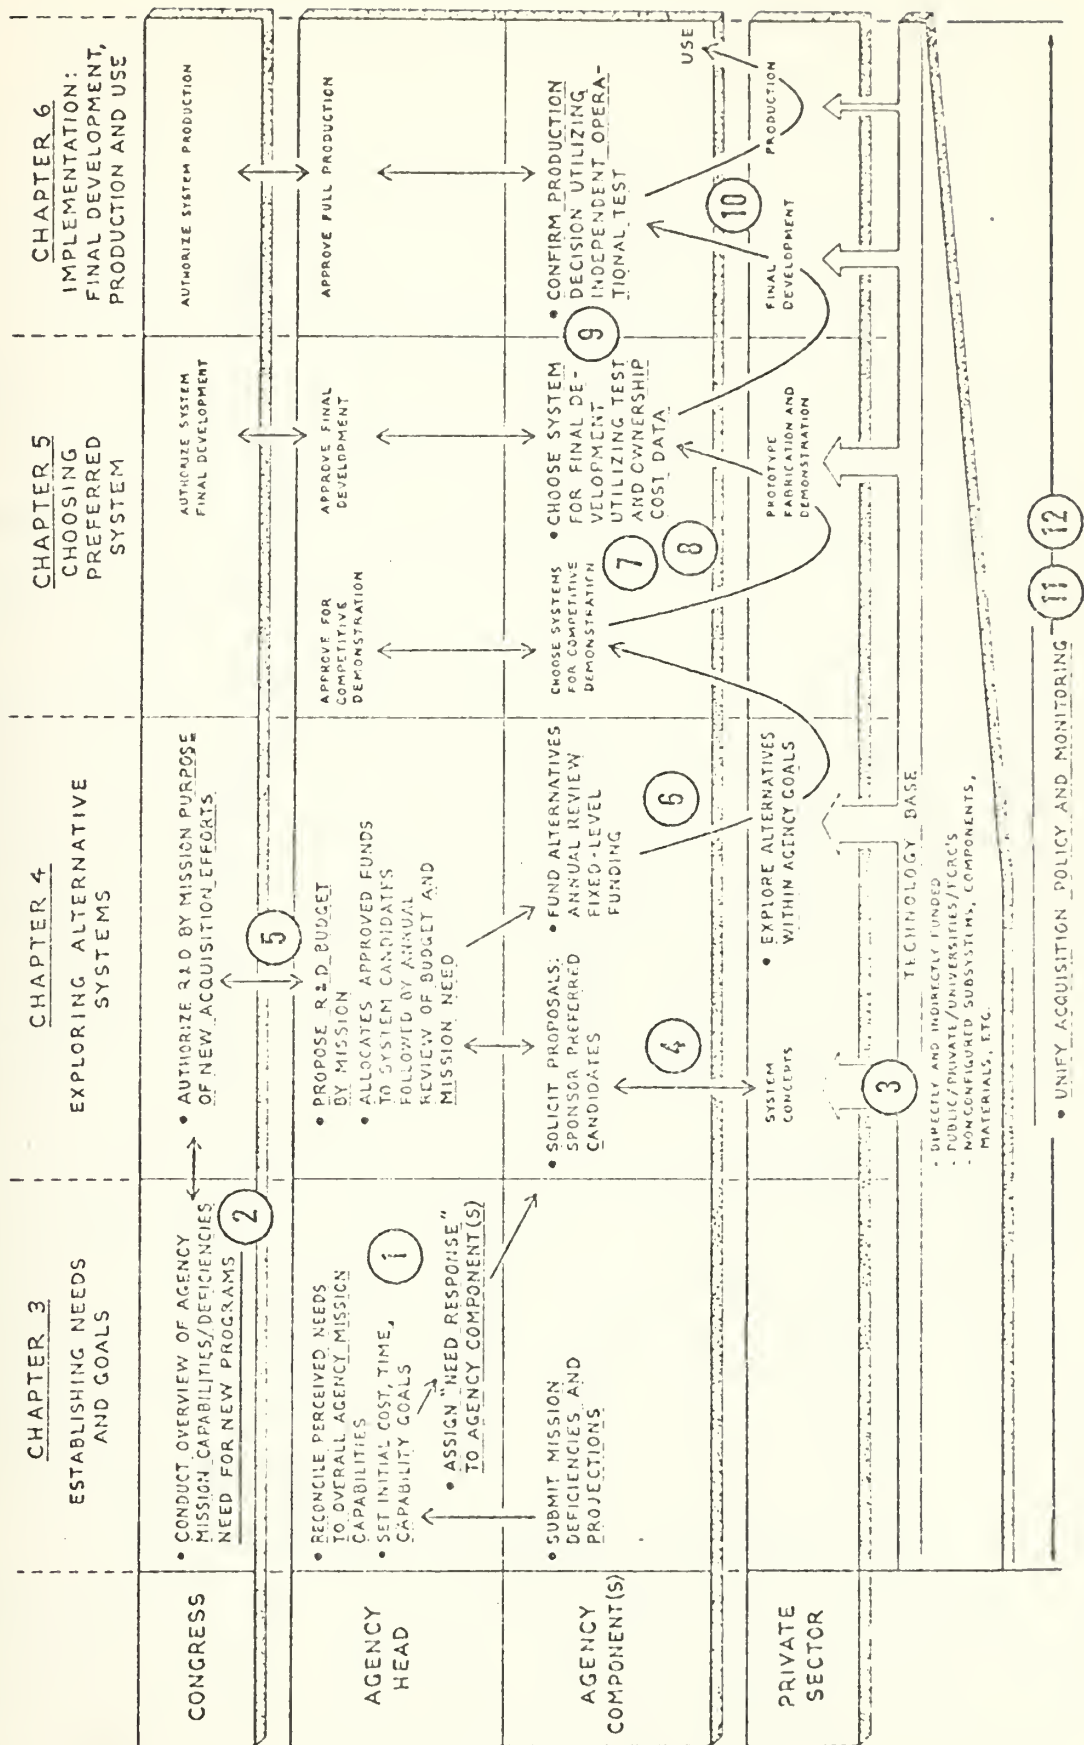 CHAPTER 3
ESTABLISHING NEEDS
AND GOALS
CHAPTER 4
EXPLORING ALTERNATIVE
SYSTEMS
CHAPTER 5
CHOOSING
PREFERRED
SYSTEM
CHAPTER 6
IMPLEMENTATION:
FINAL DEVELOPMENT,
PRODUCTION AND USE
CONGRESS
• CONDUCT OVERVIEW OF AGENCY
MISSION CAPABILITIES/DEFICIENCIES
NEED FOR NEW PROGRAMS
2
• AUTHORIZE R&D BY MISSION PURPOSE
OF NEW ACQUISITION EFFORTS
5
AUTHORIZE SYSTEM
FINAL DEVELOPMENT
AUTHORIZE SYSTEM PRODUCTION
AGENCY
HEAD
• RECONCILE PERCEIVED NEEDS
TO OVERALL AGENCY MISSION
CAPABILITIES
• SET INITIAL COST, TIME,
CAPABILITY GOALS
1
• ASSIGN "NEED RESPONSE"
TO AGENCY COMPONENT(S)
• PROPOSE R&D BUDGET
BY MISSION
• ALLOCATES APPROVED FUNDS
TO SYSTEM CANDIDATES
FOLLOWED BY ANNUAL
REVIEW OF BUDGET AND
MISSION NEED
APPROVE FOR
COMPETITIVE
DEMONSTRATION
APPROVE FINAL
DEVELOPMENT
APPROVE FULL PRODUCTION
AGENCY
COMPONENT(S)
• SUBMIT MISSION
DEFICIENCIES AND
PROJECTIONS
• SOLICIT PROPOSALS:
SPONSOR PREFERRED
CANDIDATES
4
• FUND ALTERNATIVES
ANNUAL REVIEW
FIXED-LEVEL
FUNDING
6
CHOOSE SYSTEMS
FOR COMPETITIVE
DEMONSTRATION
7
8
• CHOOSE SYSTEM
FOR FINAL DE-
VELOPMENT
UTILIZING TEST
AND OWNERSHIP
COST DATA
9
• CONFIRM PRODUCTION
DECISION UTILIZING
INDEPENDENT OPERA-
TIONAL TEST
10
USE
PRIVATE
SECTOR
SYSTEM
CONCEPTS
3
• EXPLORE ALTERNATIVES
WITHIN AGENCY GOALS
PROTOTYPE
FABRICATION AND
DEMONSTRATION
FINAL
DEVELOPMENT
PRODUCTION
TECHNOLOGY BASE
- DIRECTLY AND INDIRECTLY FUNDED
- PUBLIC/PRIVATE/UNIVERSITIES/FCRC'S
- NONCONFIGURED SUBSYSTEMS, COMPONENTS,
MATERIALS, ETC.
• UNIFY ACQUISITION POLICY AND MONITORING
11
12